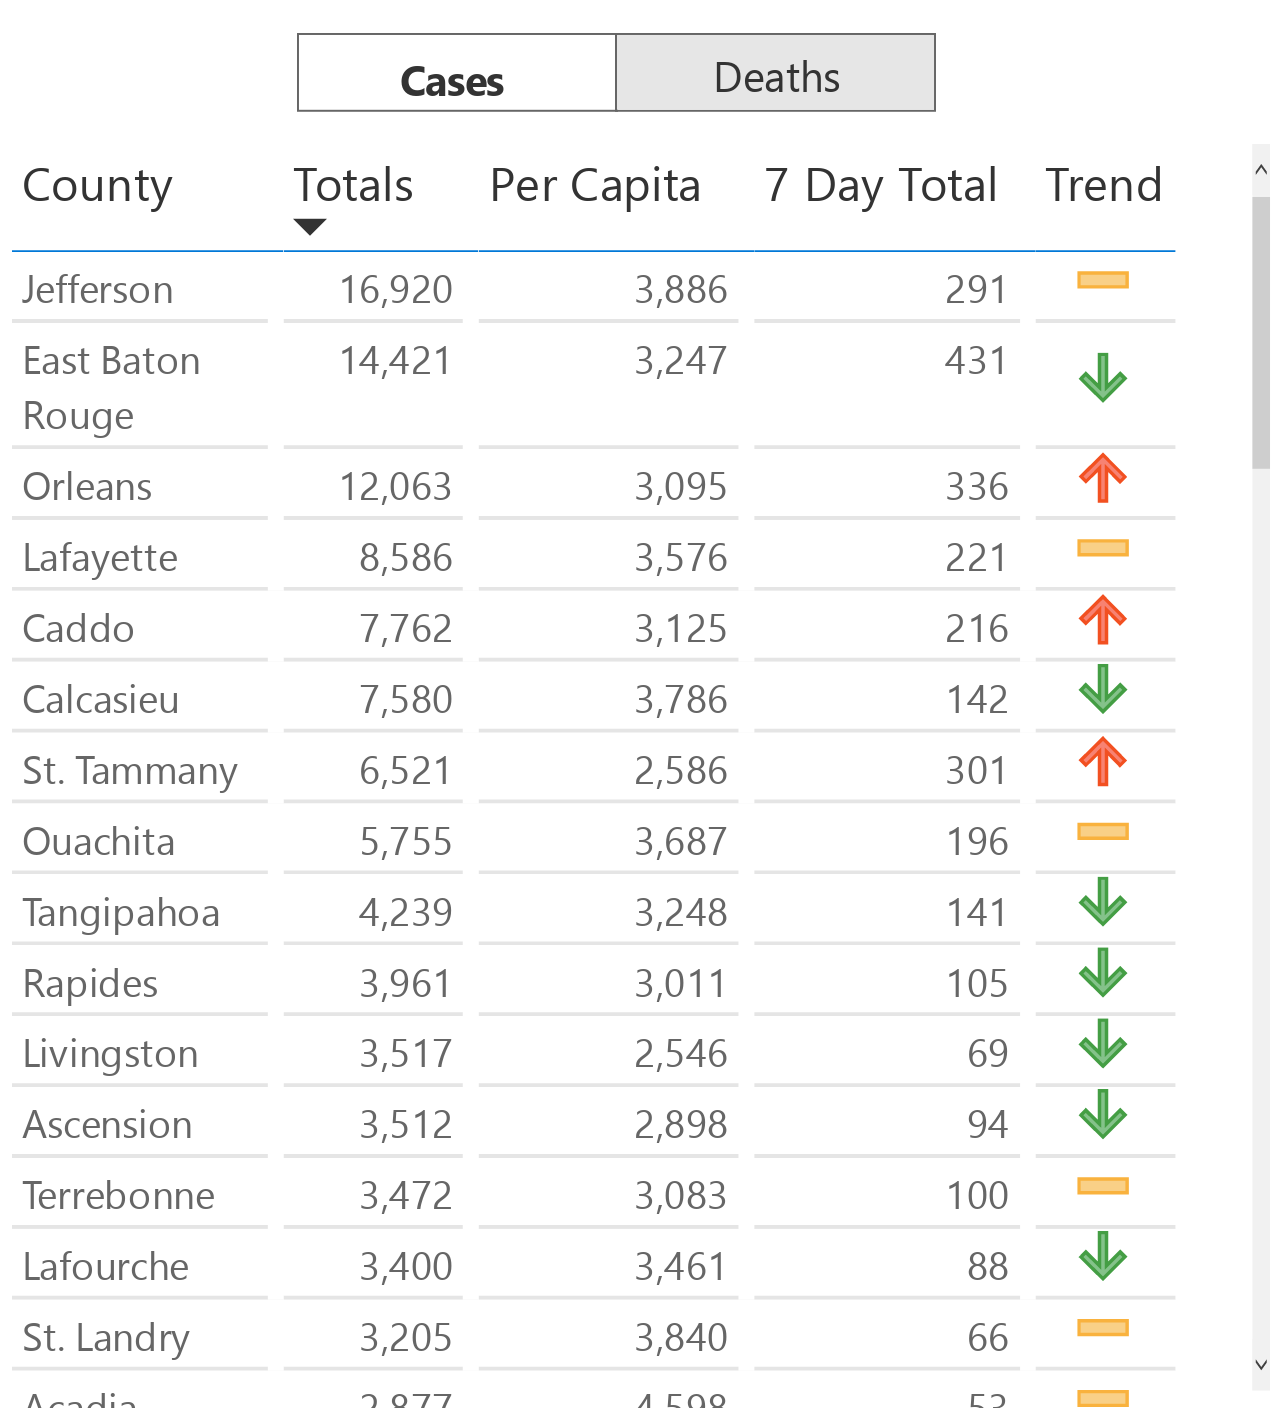 Cases Deaths
County Totals Per Capita 7 Day Total Trend
Jefferson 16,920 3,886 291
East Baton 14,421 3,247 431
Rouge
Orleans 12,063 3,095 336
Lafayette 8,586 3,576 221
Caddo 7,762 3,125 216
Calcasieu 7,580 3,786 142
St. Tammany 6,521 2,586 301
Ouachita 5,755 3,687 196
Tangipahoa 4,239 3,248 141
Rapides 3,961 3,011 105
Livingston 3,517 2,546 69
Ascension 3,512 2,898 94
Terrebonne 3,472 3,083 100
Lafourche 3,400 3,461 88
St. Landry 3,205 3,840 66
Acadia 2,877 4,598 53